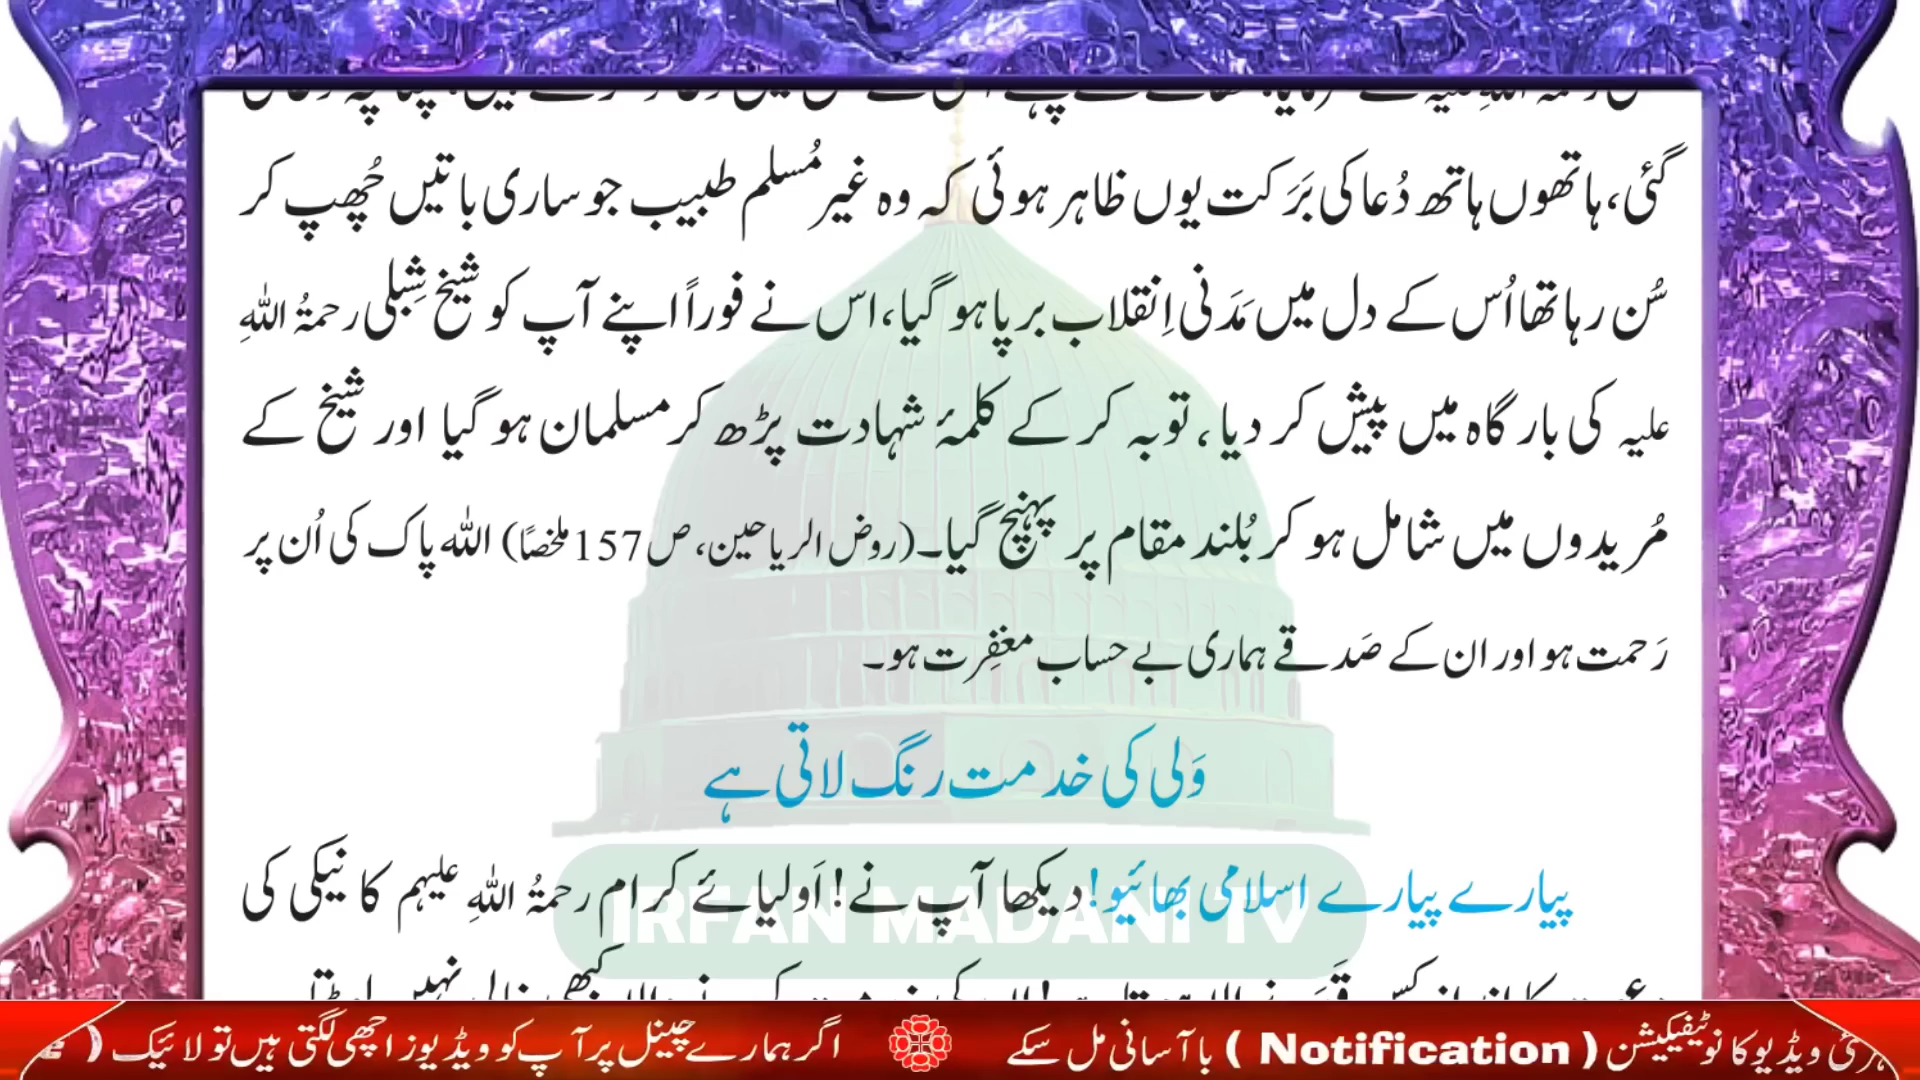 گئی، ہاتھوں ہاتھ دُعا کی بَرَکت یوں ظاہر ہوئی کہ وہ غیر مُسلم طبیب جو ساری باتیں چُھپ کر
سُن رہا تھا اُس کے دل میں مَدَنی اِنقلاب برپا ہو گیا، اس نے فوراً اپنے آپ کو شیخ شِبلی رحمۃُ اللہِ
علیہ کی بارگاہ میں پیش کر دیا، توبہ کر کے کلمۂ شہادت پڑھ کر مسلمان ہو گیا اور شیخ کے
مُریدوں میں شامل ہو کر بُلند مقام پر پہنچ گیا۔ (روض الریاحین، ص157 ملخصًا) اللہ پاک کی اُن پر
رَحمت ہو اور ان کے صَدقے ہماری بے حساب مغفِرت ہو۔
وَلی کی خدمت رنگ لاتی ہے
پیارے پیارے اسلامی بھائیو! دیکھا آپ نے! اَولیائے کرام رحمۃُ اللہِ علیہم کا نیکی کی
IRFAN MADANI TV
ویڈیو کا نوٹیفیکیشن ( Notification ) باآسانی مل سکے اگر ہمارے چینل پر آپ کو ویڈیوز اچھی لگتی ہیں تو لائیک (